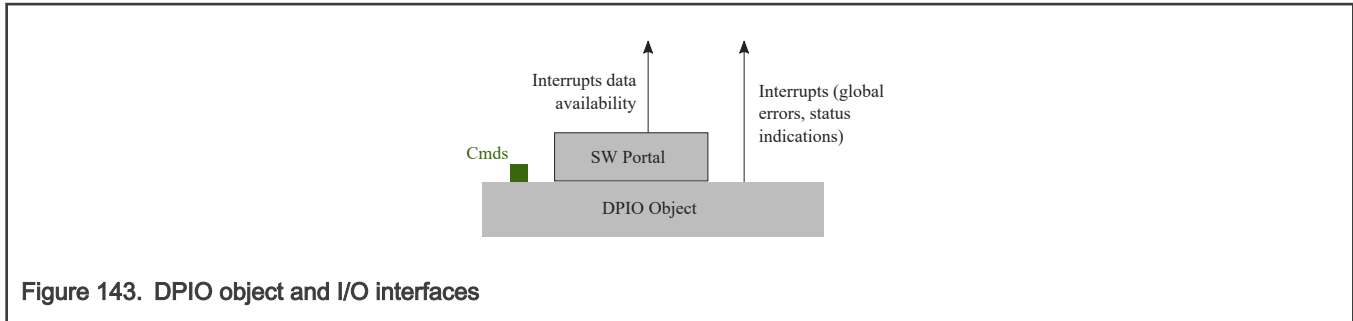 Interrupts data
availability
Interrupts (global
errors, status
indications)
Cmds
SW Portal
DPIO Object
Figure 143. DPIO object and I/O interfaces